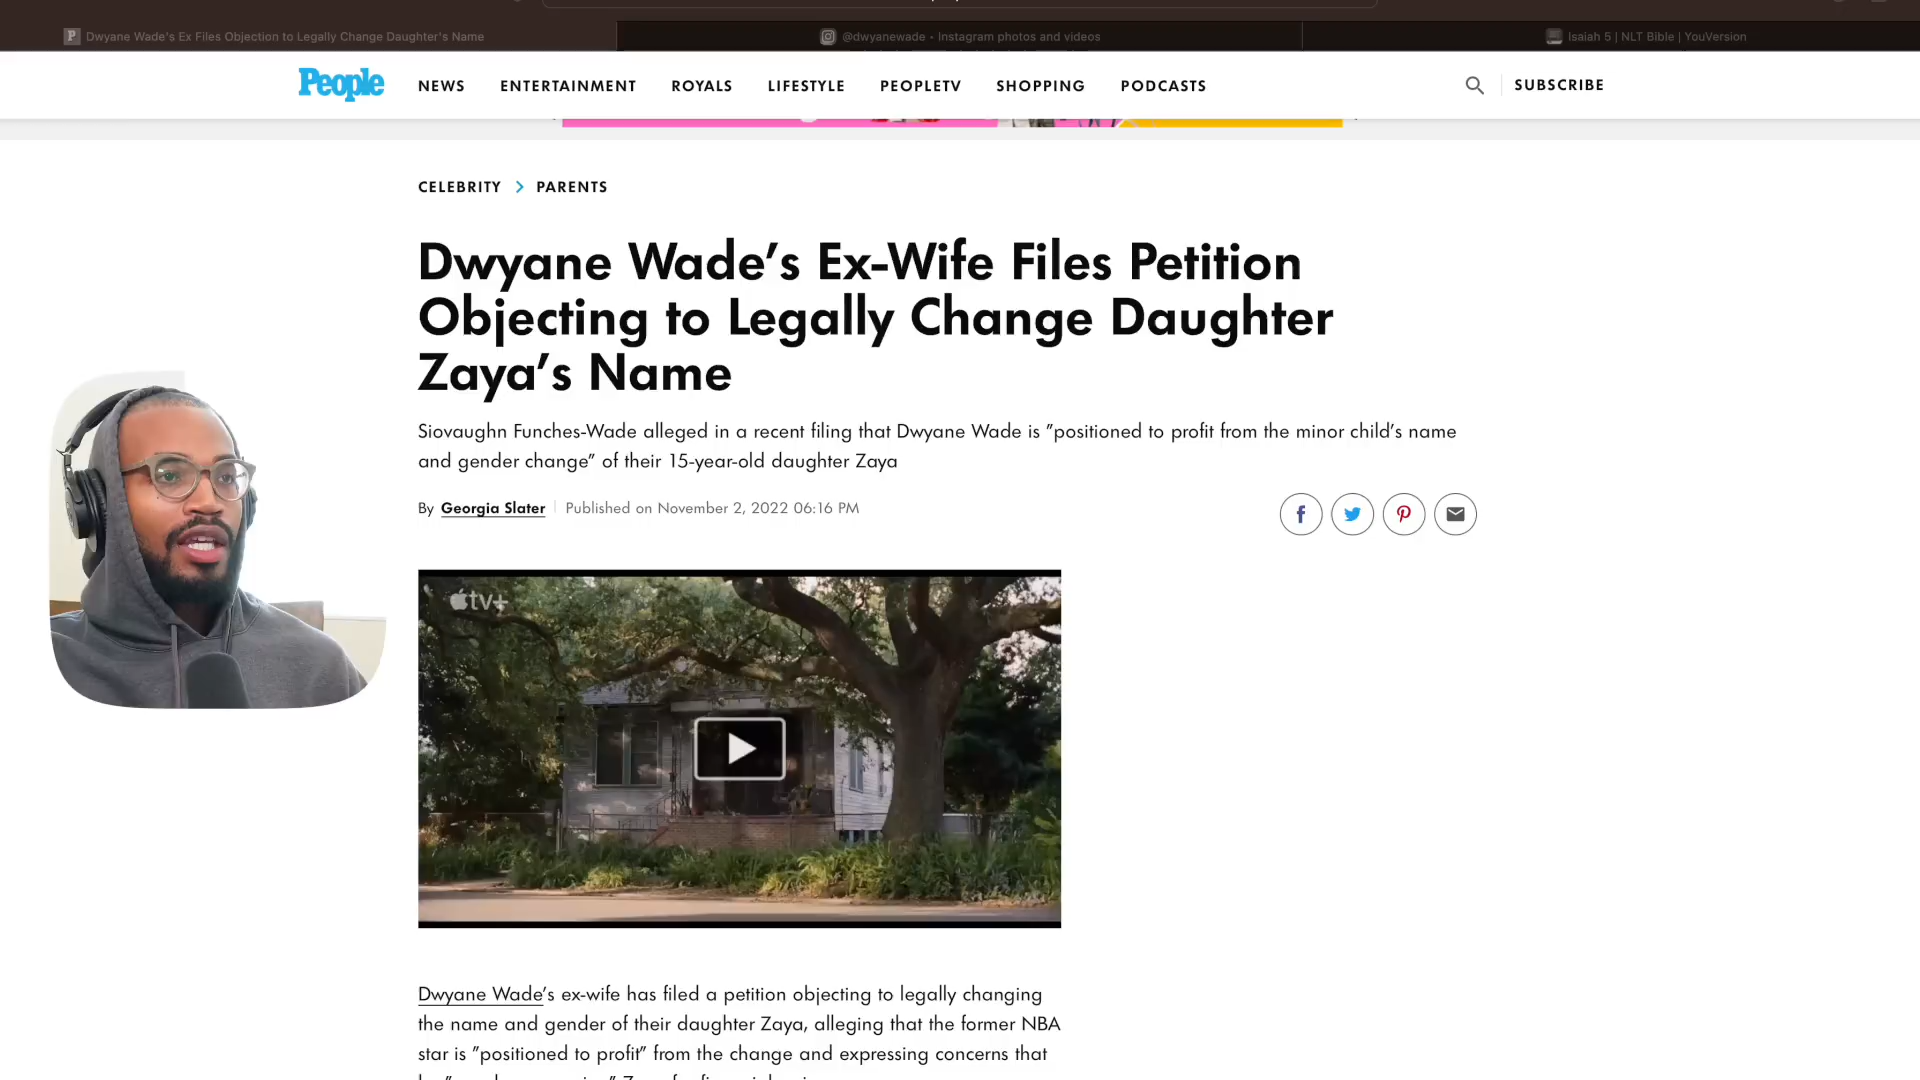 Dwyane Wade's Ex Files Objection to Legally Change Daughter's Name
@dwyanewade • Instagram photos and videos
Isaiah 5 | NLT Bible | YouVersion
People NEWS ENTERTAINMENT ROYALS LIFESTYLE PEOPLETV SHOPPING PODCASTS SUBSCRIBE
CELEBRITY > PARENTS
Dwyane Wade's Ex-Wife Files Petition
Objecting to Legally Change Daughter
Zaya's Name
Siovaughn Funches-Wade alleged in a recent filing that Dwyane Wade is "positioned to profit from the minor child's name
and gender change" of their 15-year-old daughter Zaya
By Georgia Slater | Published on November 2, 2022 06:16 PM
tv+
Dwyane Wade's ex-wife has filed a petition objecting to legally changing
the name and gender of their daughter Zaya, alleging that the former NBA
star is "positioned to profit" from the change and expressing concerns that